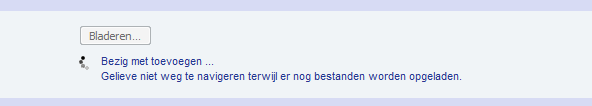 Bladeren...
Bezig met toevoegen ...
Gelieve niet weg te navigeren terwijl er nog bestanden worden opgeladen.